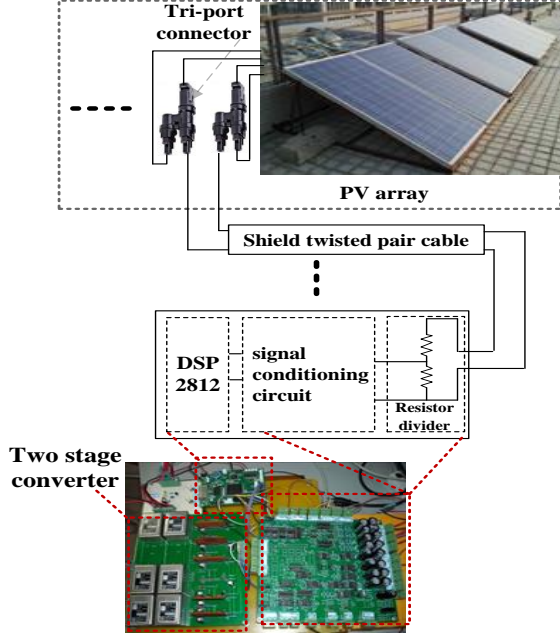 Tri-port
connector
PV array
Shield twisted pair cable
DSP
2812
signal
conditioning
circuit
Resistor
divider
Two stage
converter